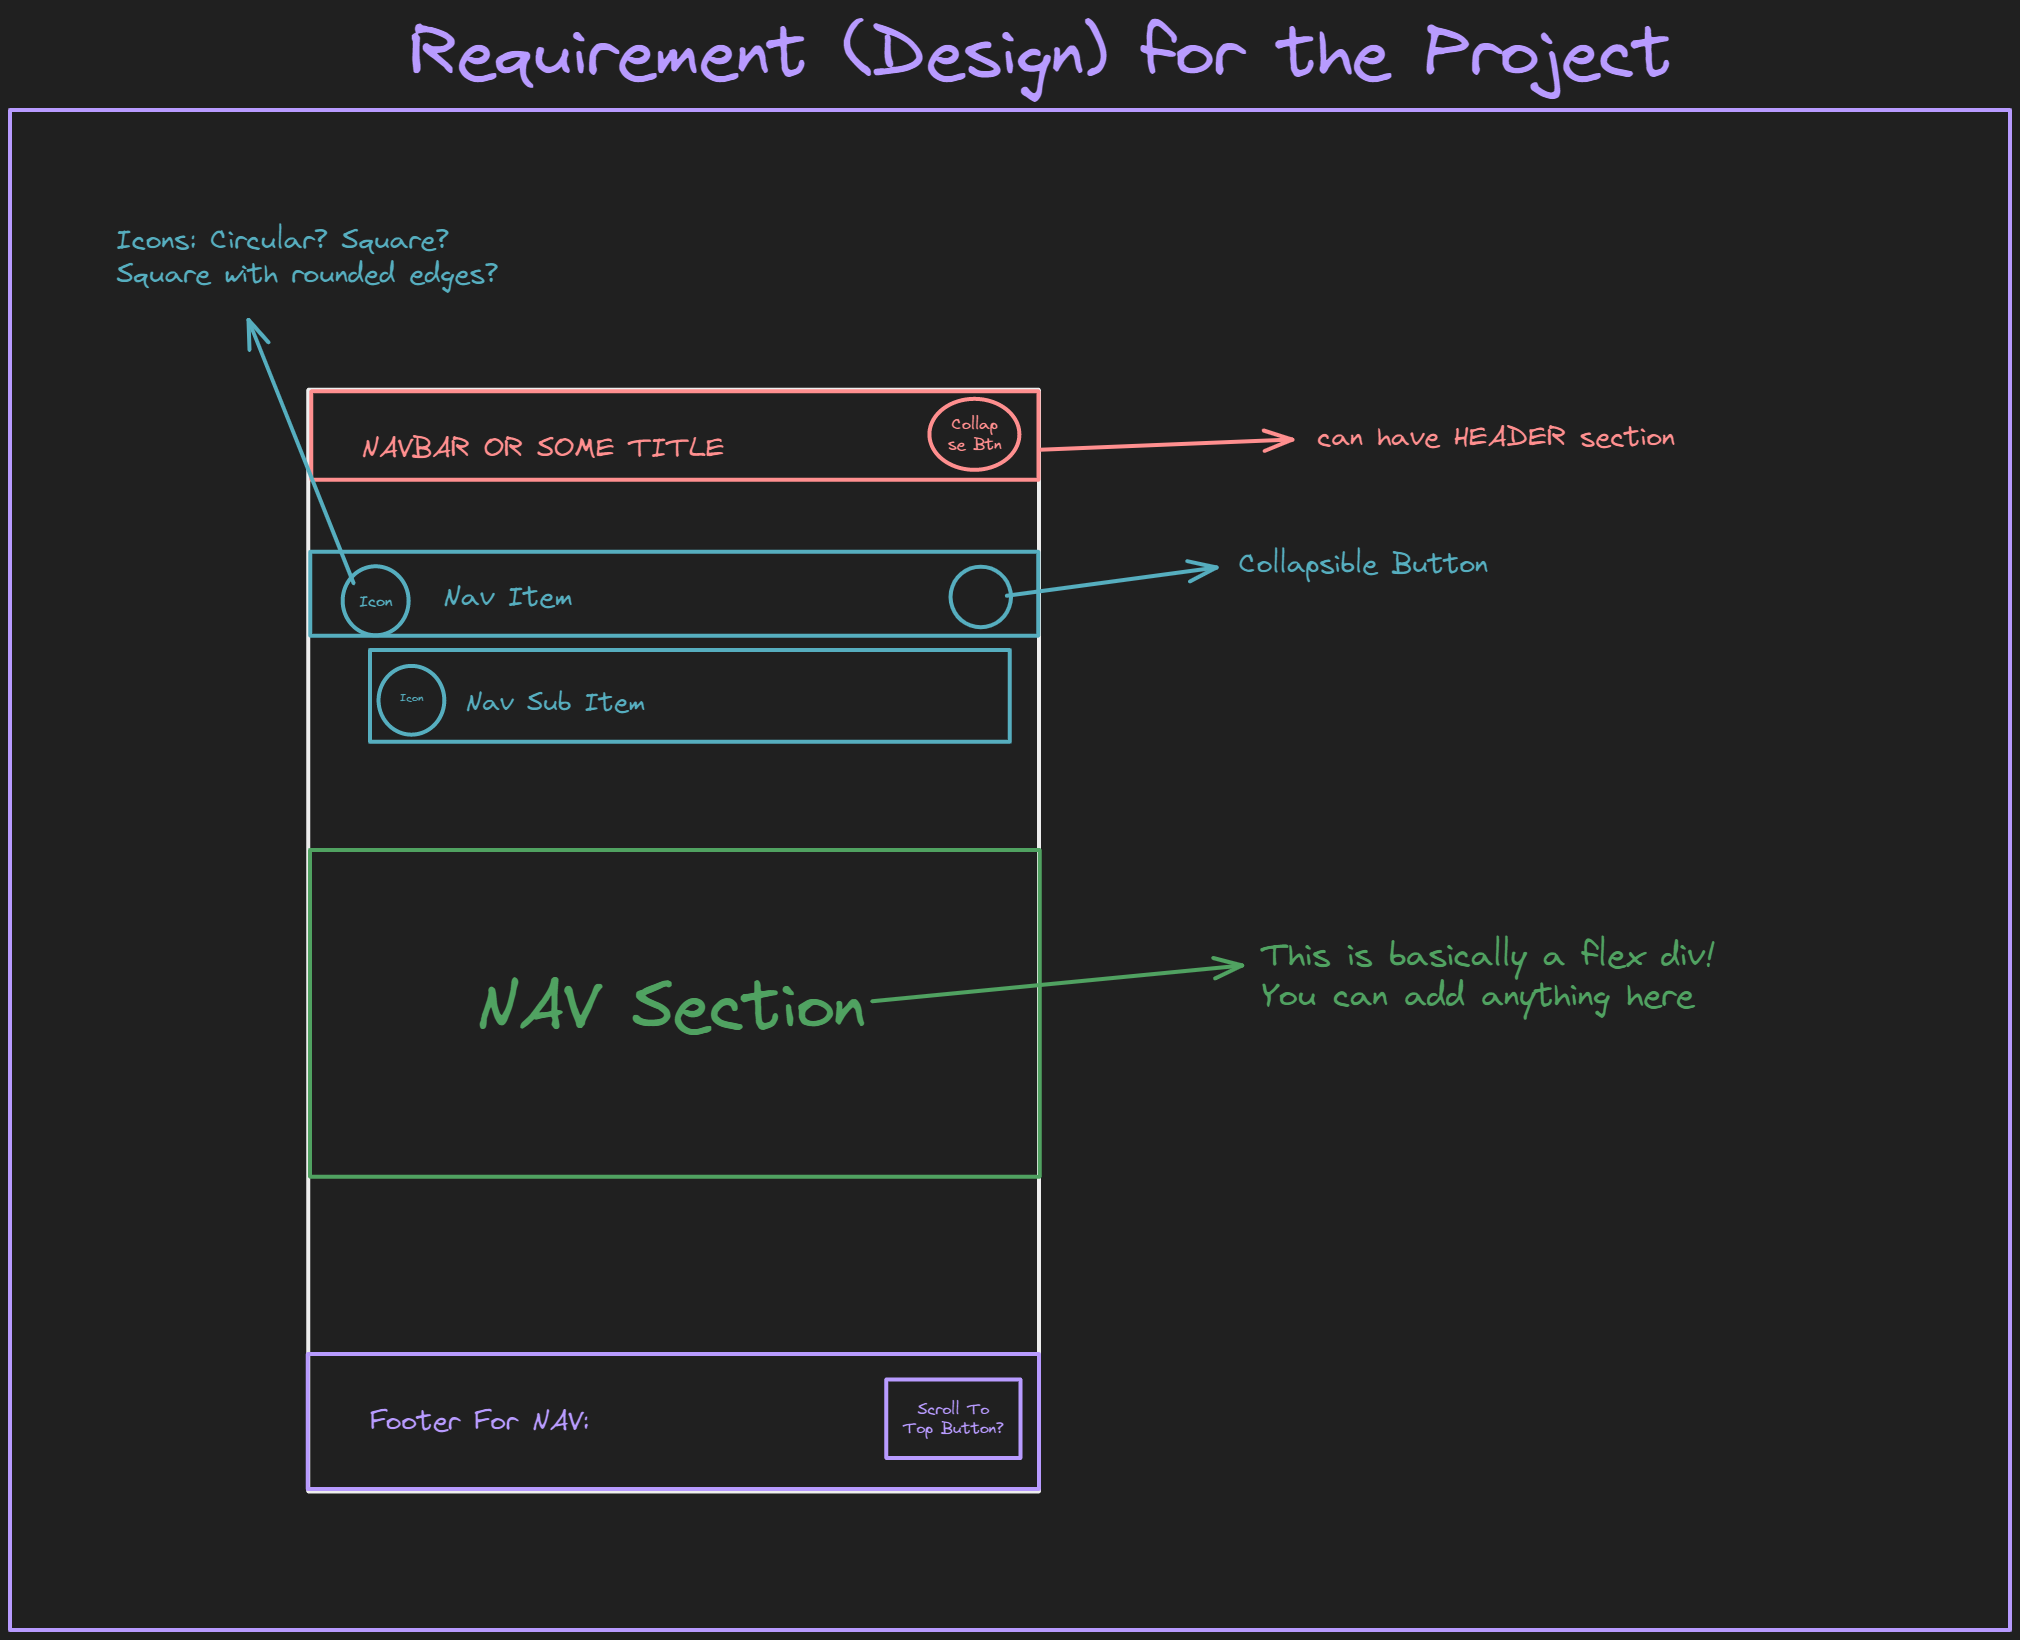 Requirement (Design) for the Project
Icons: Circular? Square?
Square with rounded edges?
NAVBAR OR SOME TITLE
Collap
se Btn
can have HEADER section
Icon
Nav Item
Collapsible Button
Icon
Nav Sub Item
NAV Section
This is basically a flex div!
You can add anything here
Footer For NAV:
Scroll To
Top Button?